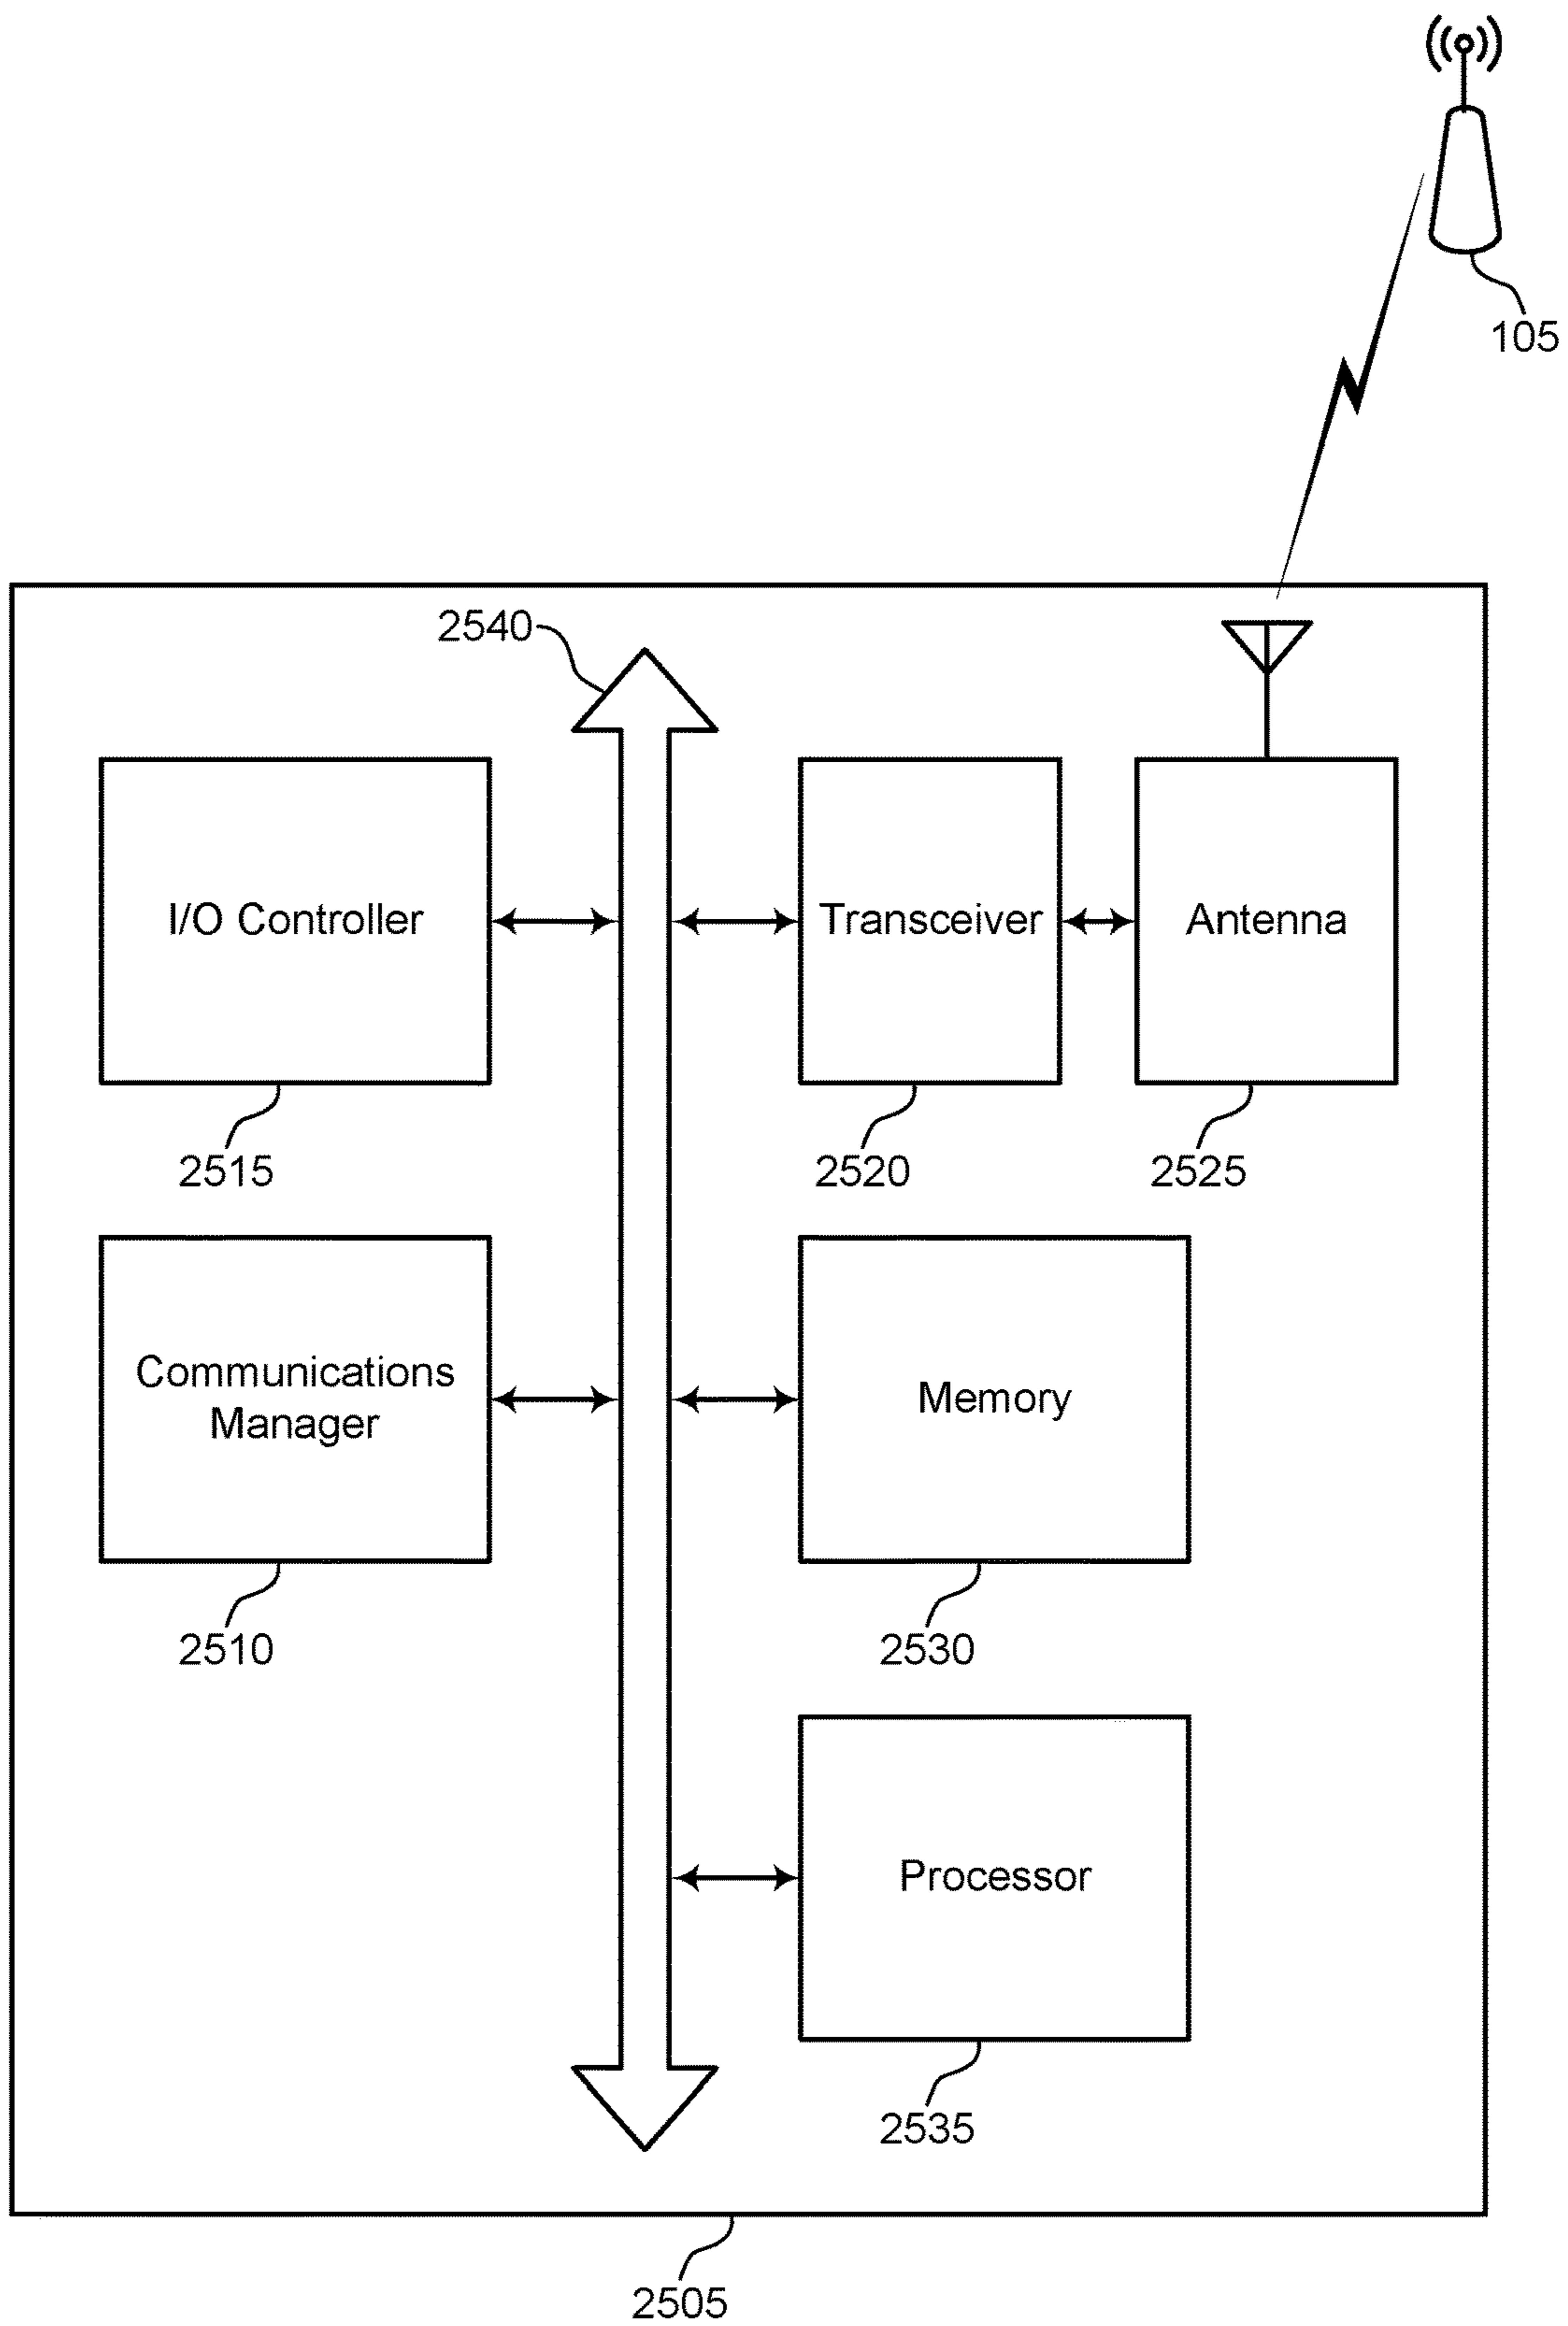 105
2540
I/O Controller
Transceiver
Antenna
2515
2520
2525
Communications
Manager
Memory
2510
2530
Processor
2535
2505